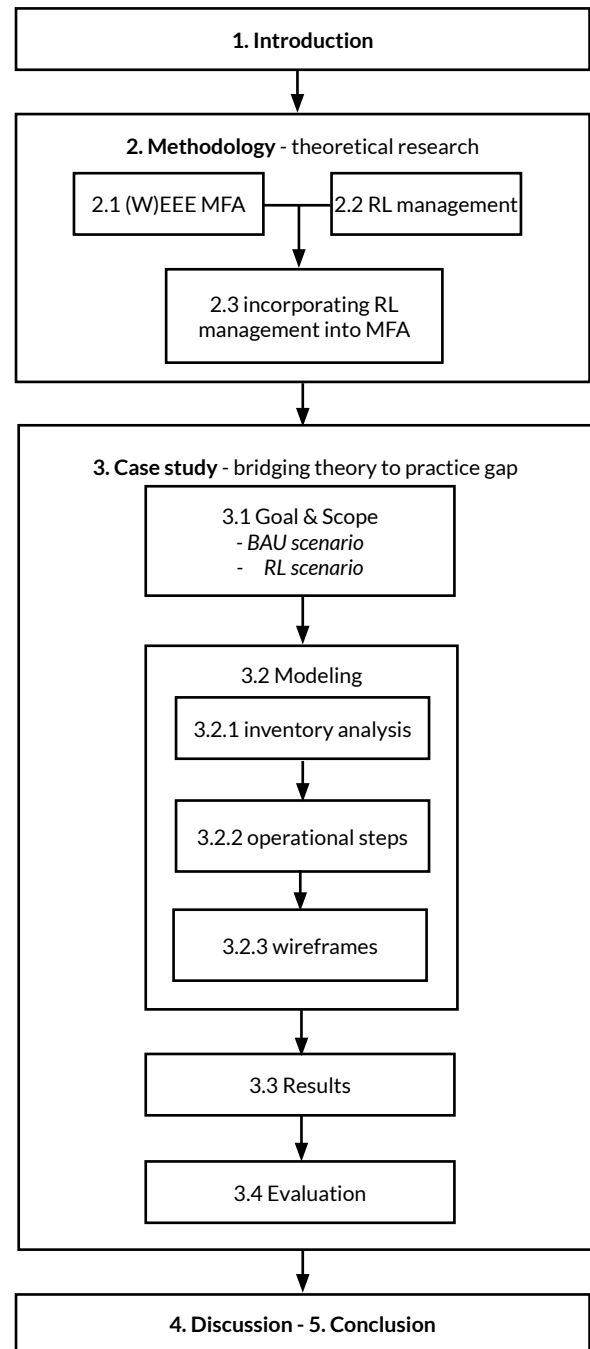 1. Introduction
2. Methodology - theoretical research
2.1 (W)EEE MFA
2.2 RL management
2.3 incorporating RL
management into MFA
3. Case study - bridging theory to practice gap
3.1 Goal & Scope
- BAU scenario
- RL scenario
3.2 Modeling
3.2.1 inventory analysis
3.2.2 operational steps
3.2.3 wireframes
3.3 Results
3.4 Evaluation
4. Discussion - 5. Conclusion